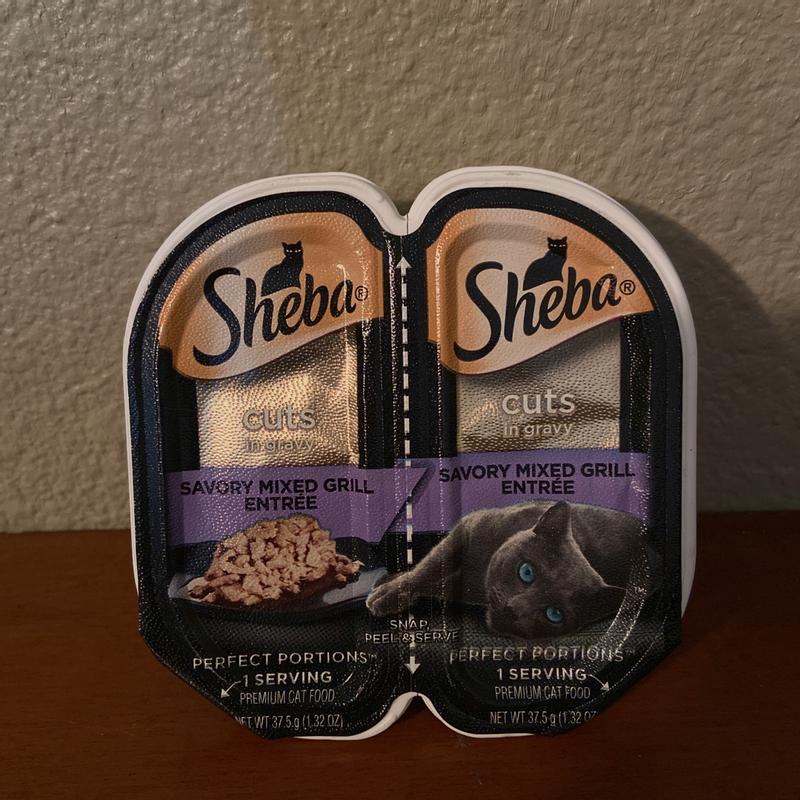 Sheba®
cuts
in gravy
SAVORY MIXED GRILL
ENTRÉE
PERFECT PORTIONS™
1 SERVING
PREMIUM CAT FOOD
NET WT 37.5 g (1.32 OZ)
SNAP,
PEEL & SERVE
Sheba®
cuts
in gravy
SAVORY MIXED GRILL
ENTRÉE
TM
PERFECT PORTIONS™
1 SERVING
PREMIUM CAT FOOD
NET WT 37.5 g (1.32 OZ